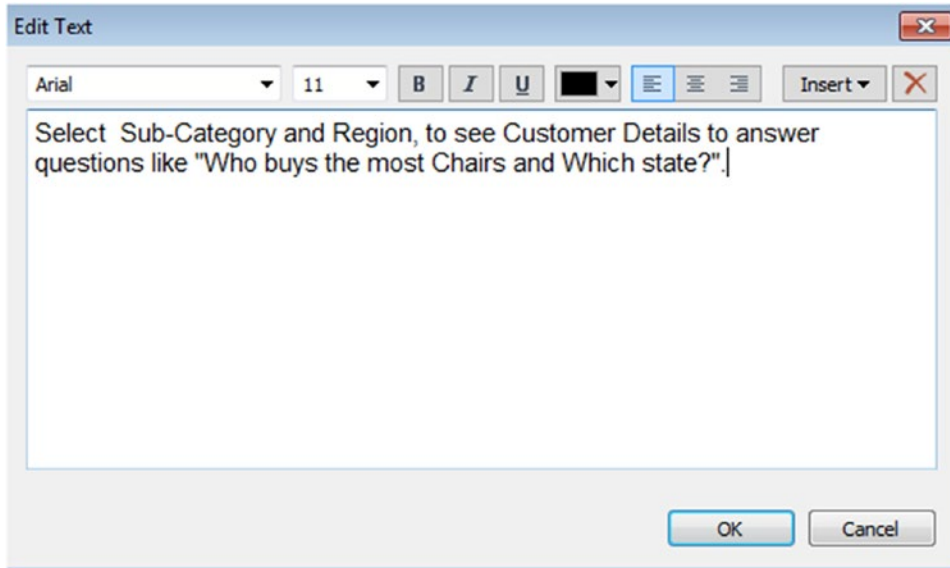 Edit Text
Arial 11 B I U Insert
Select  Sub-Category and Region, to see Customer Details to answer
questions like "Who buys the most Chairs and Which state?".
OK Cancel